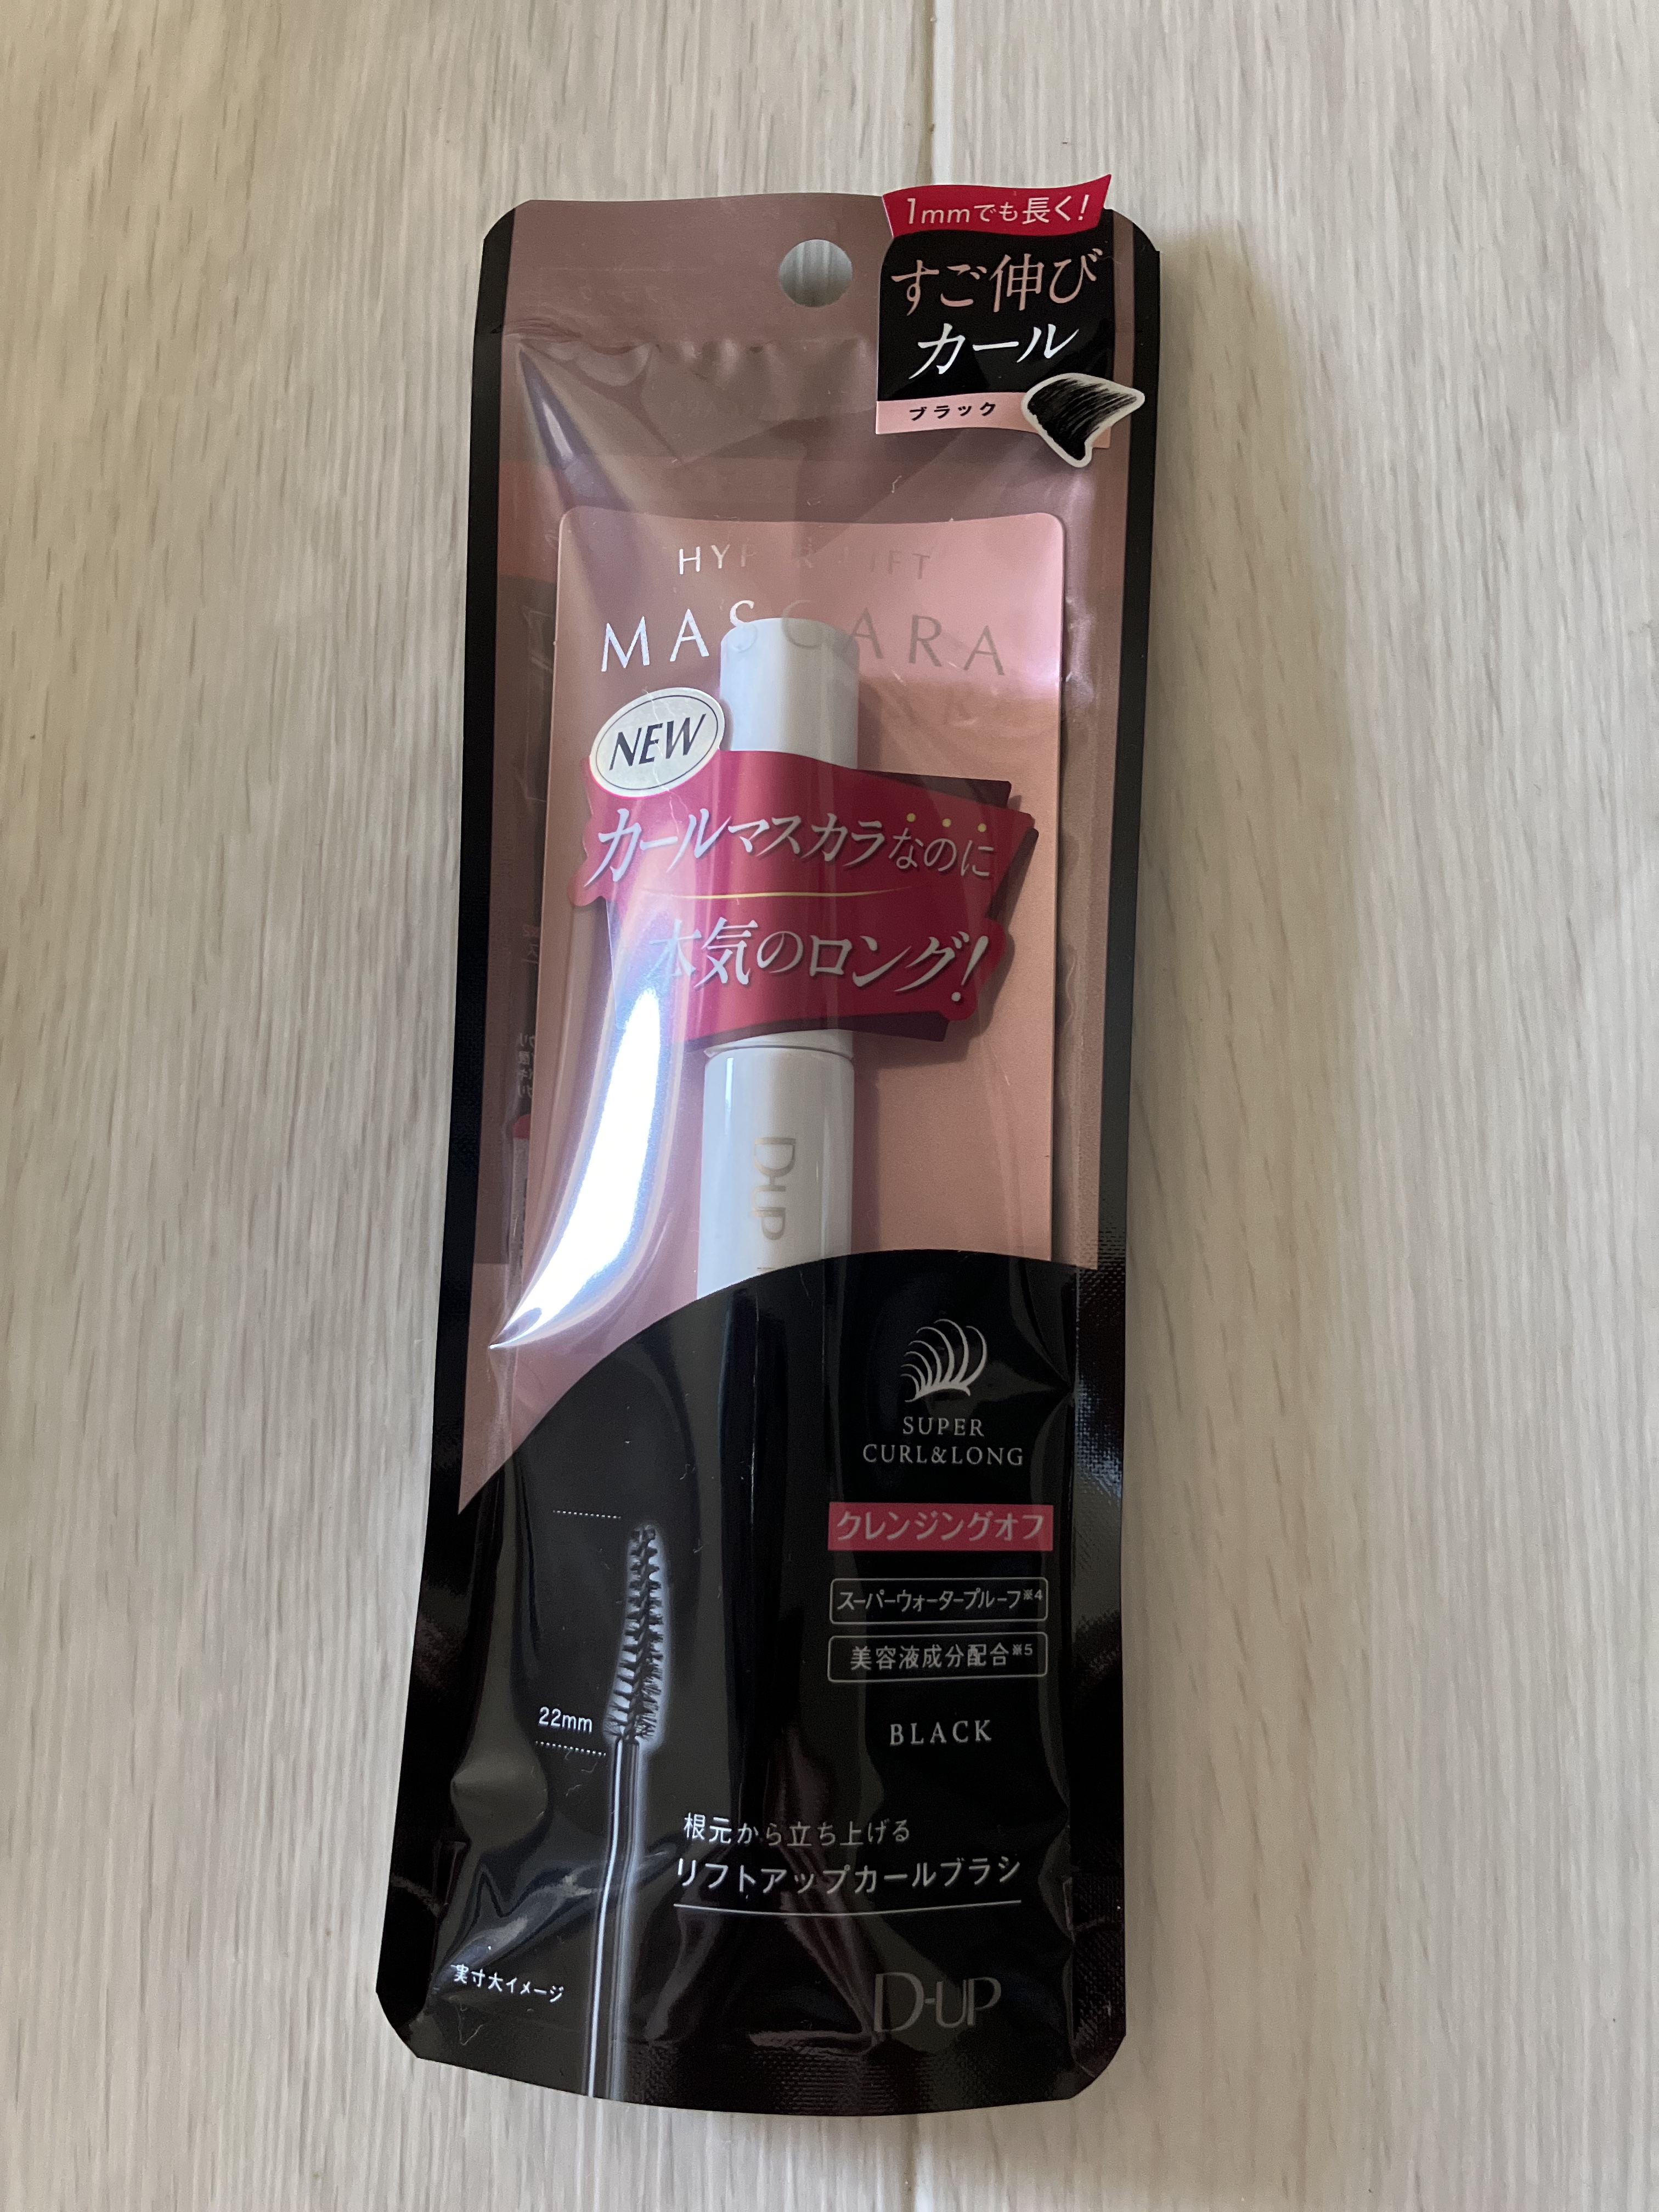 1mmでも長く!
すご伸び
カール
ブラック
HYPER LIFT
MASCARA
NEW
カールマスカラなのに
本気のロング!
D-UP
SUPER
CURL&LONG
クレンジングオフ
スーパーウォータープルーフ※4
美容液成分配合※5
22mm
BLACK
根元から立ち上げる
リフトアップカールブラシ
実寸大イメージ
D-UP